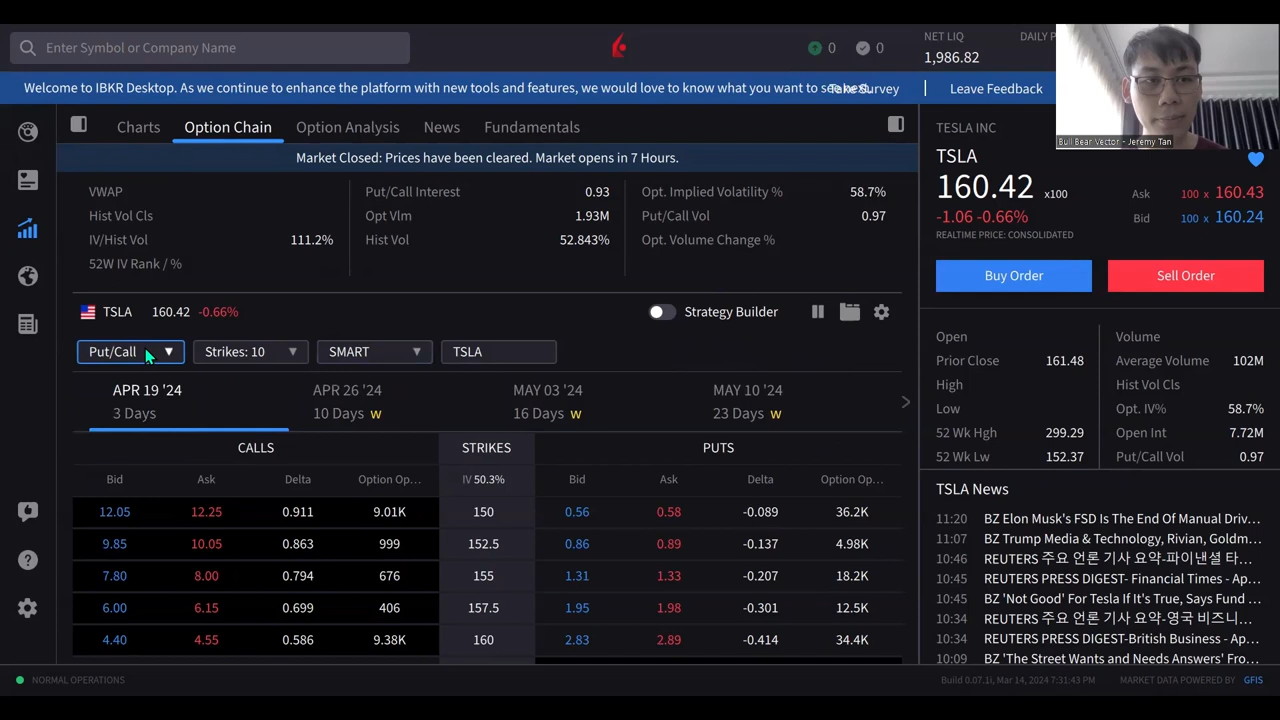 Enter Symbol or Company Name
0
0
NET LIQ
1,986.82
DAILY P
Bull Bear Vector - Jeremy Tan
Welcome to IBKR Desktop. As we continue to enhance the platform with new tools and features, we would love to know what you want to see next.
Take Survey
Leave Feedback
Charts
Option Chain
Option Analysis
News
Fundamentals
Market Closed: Prices have been cleared. Market opens in 7 Hours.
VWAP
Hist Vol Cls
IV/Hist Vol 111.2%
52W IV Rank / %
Put/Call Interest 0.93
Opt Vlm 1.93M
Hist Vol 52.843%
Opt. Implied Volatility % 58.7%
Put/Call Vol 0.97
Opt. Volume Change %
TSLA 160.42 -0.66%
Strategy Builder
Put/Call
Strikes: 10
SMART
TSLA
APR 19 '24
3 Days
APR 26 '24
10 Days W
MAY 03 '24
16 Days W
MAY 10 '24
23 Days W
CALLS STRIKES PUTS
Bid Ask Delta Option Op... IV 50.3% Bid Ask Delta Option Op...
12.05 12.25 0.911 9.01K 150 0.56 0.58 -0.089 36.2K
9.85 10.05 0.863 999 152.5 0.86 0.89 -0.137 4.98K
7.80 8.00 0.794 676 155 1.31 1.33 -0.207 18.2K
6.00 6.15 0.699 406 157.5 1.95 1.98 -0.301 12.5K
4.40 4.55 0.586 9.38K 160 2.83 2.89 -0.414 34.4K
TESLA INC
TSLA
160.42 x100
-1.06 -0.66%
REALTIME PRICE: CONSOLIDATED
Ask 100 x 160.43
Bid 100 x 160.24
Buy Order
Sell Order
Open
Prior Close 161.48
High
Low
52 Wk Hgh 299.29
52 Wk Lw 152.37
Volume
Average Volume 102M
Hist Vol Cls
Opt. IV% 58.7%
Open Int 7.72M
Put/Call Vol 0.97
TSLA News
11:20 BZ Elon Musk's FSD Is The End Of Manual Driv...
11:07 BZ Trump Media & Technology, Rivian, Goldm...
10:46 REUTERS 주요 언론 기사 요약-파이낸셜 타...
10:45 REUTERS PRESS DIGEST- Financial Times - Ap...
10:45 BZ 'Not Good' For Tesla If It's True, Says Fund ...
10:34 REUTERS 주요 언론 기사 요약-영국 비즈니...
10:34 REUTERS PRESS DIGEST-British Business - Ap...
10:09 BZ 'The Street Wants and Needs Answers' Fro...
NORMAL OPERATIONS
Build 0.07.1i, Mar 14, 2024 7:31:43 PM
MARKET DATA POWERED BY GFIS